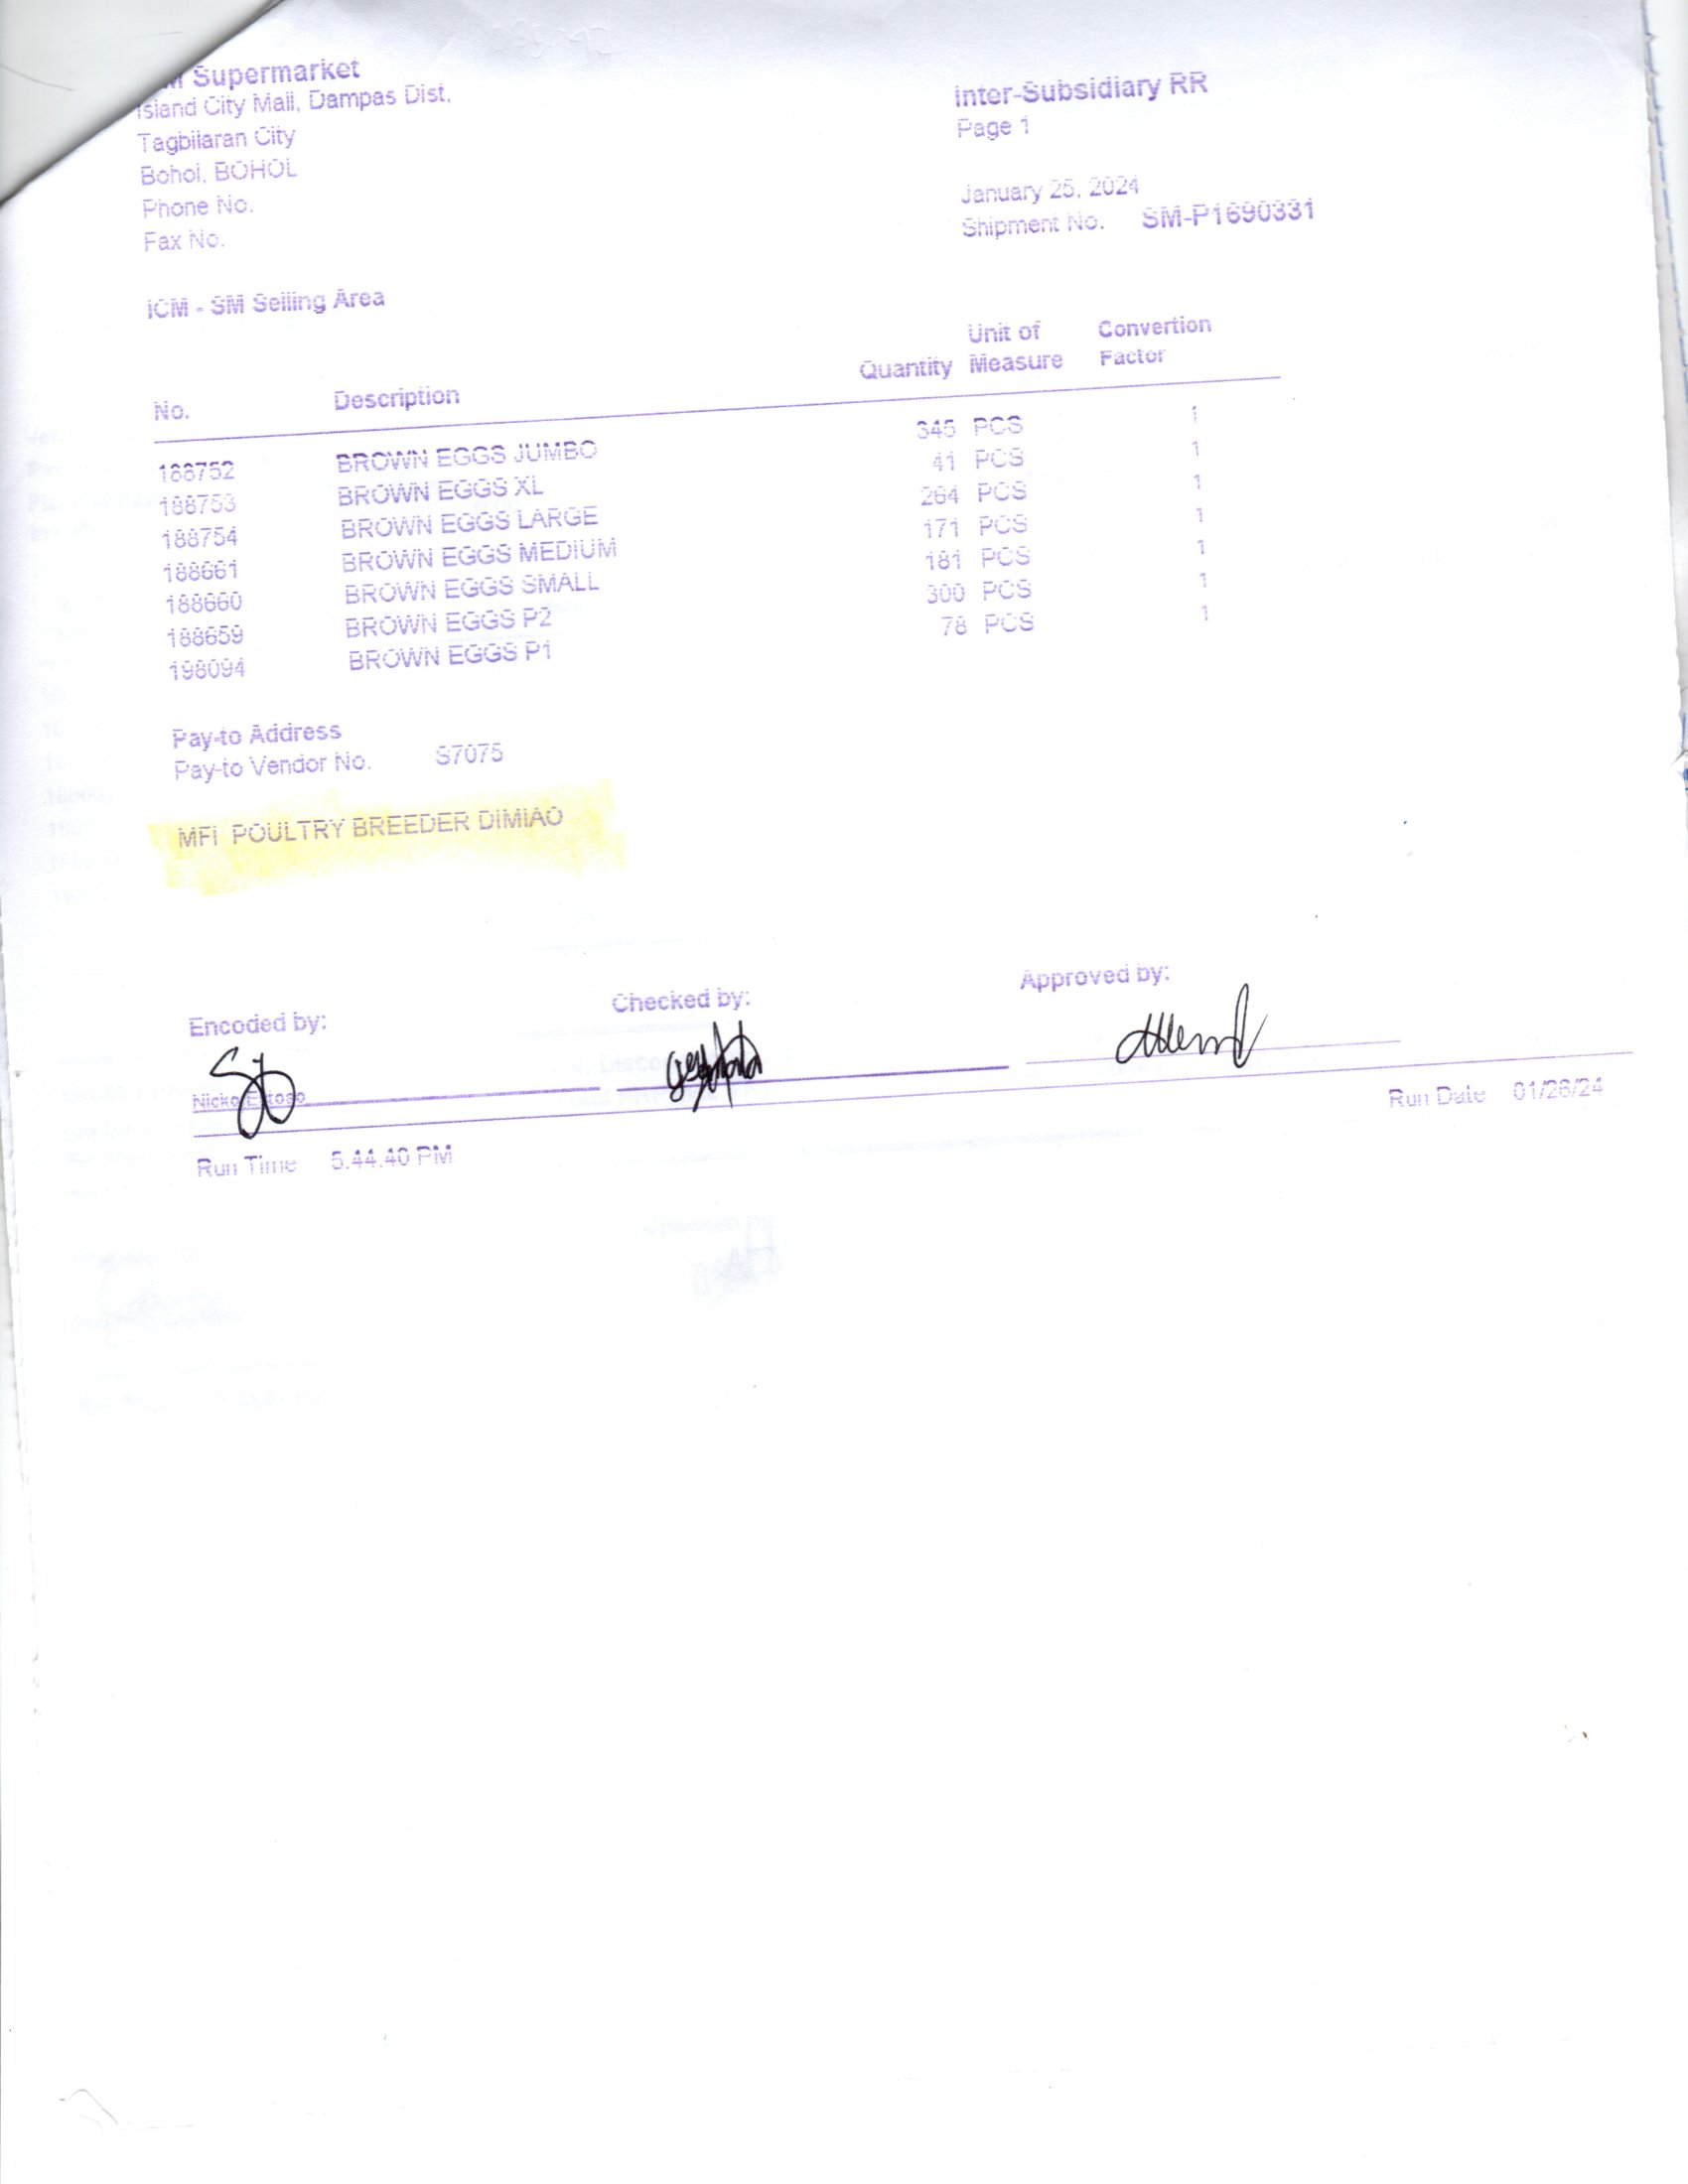 Supermarket
Island City Mall, Dampas Dist.
Tagbilaran City
Bohol, BOHOL
Phone No.
Fax No.
Inter-Subsidiary RR
Page 1
January 25, 2024
Shipment No. SM-P1690331
ICM - SM Selling Area
No. Description Quantity Unit of Measure Convertion Factor
188752 BROWN EGGS JUMBO 345 PCS 1
188753 BROWN EGGS XL 41 PCS 1
188754 BROWN EGGS LARGE 264 PCS 1
188661 BROWN EGGS MEDIUM 171 PCS 1
188660 BROWN EGGS SMALL 181 PCS 1
188659 BROWN EGGS P2 300 PCS 1
198094 BROWN EGGS P1 78 PCS 1
Pay-to Address
Pay-to Vendor No. S7075
MFI POULTRY BREEDER DIMIAO
Encoded by: Checked by: Approved by:
Nicko
Run Time 5:44:40 PM Run Date 01/26/24